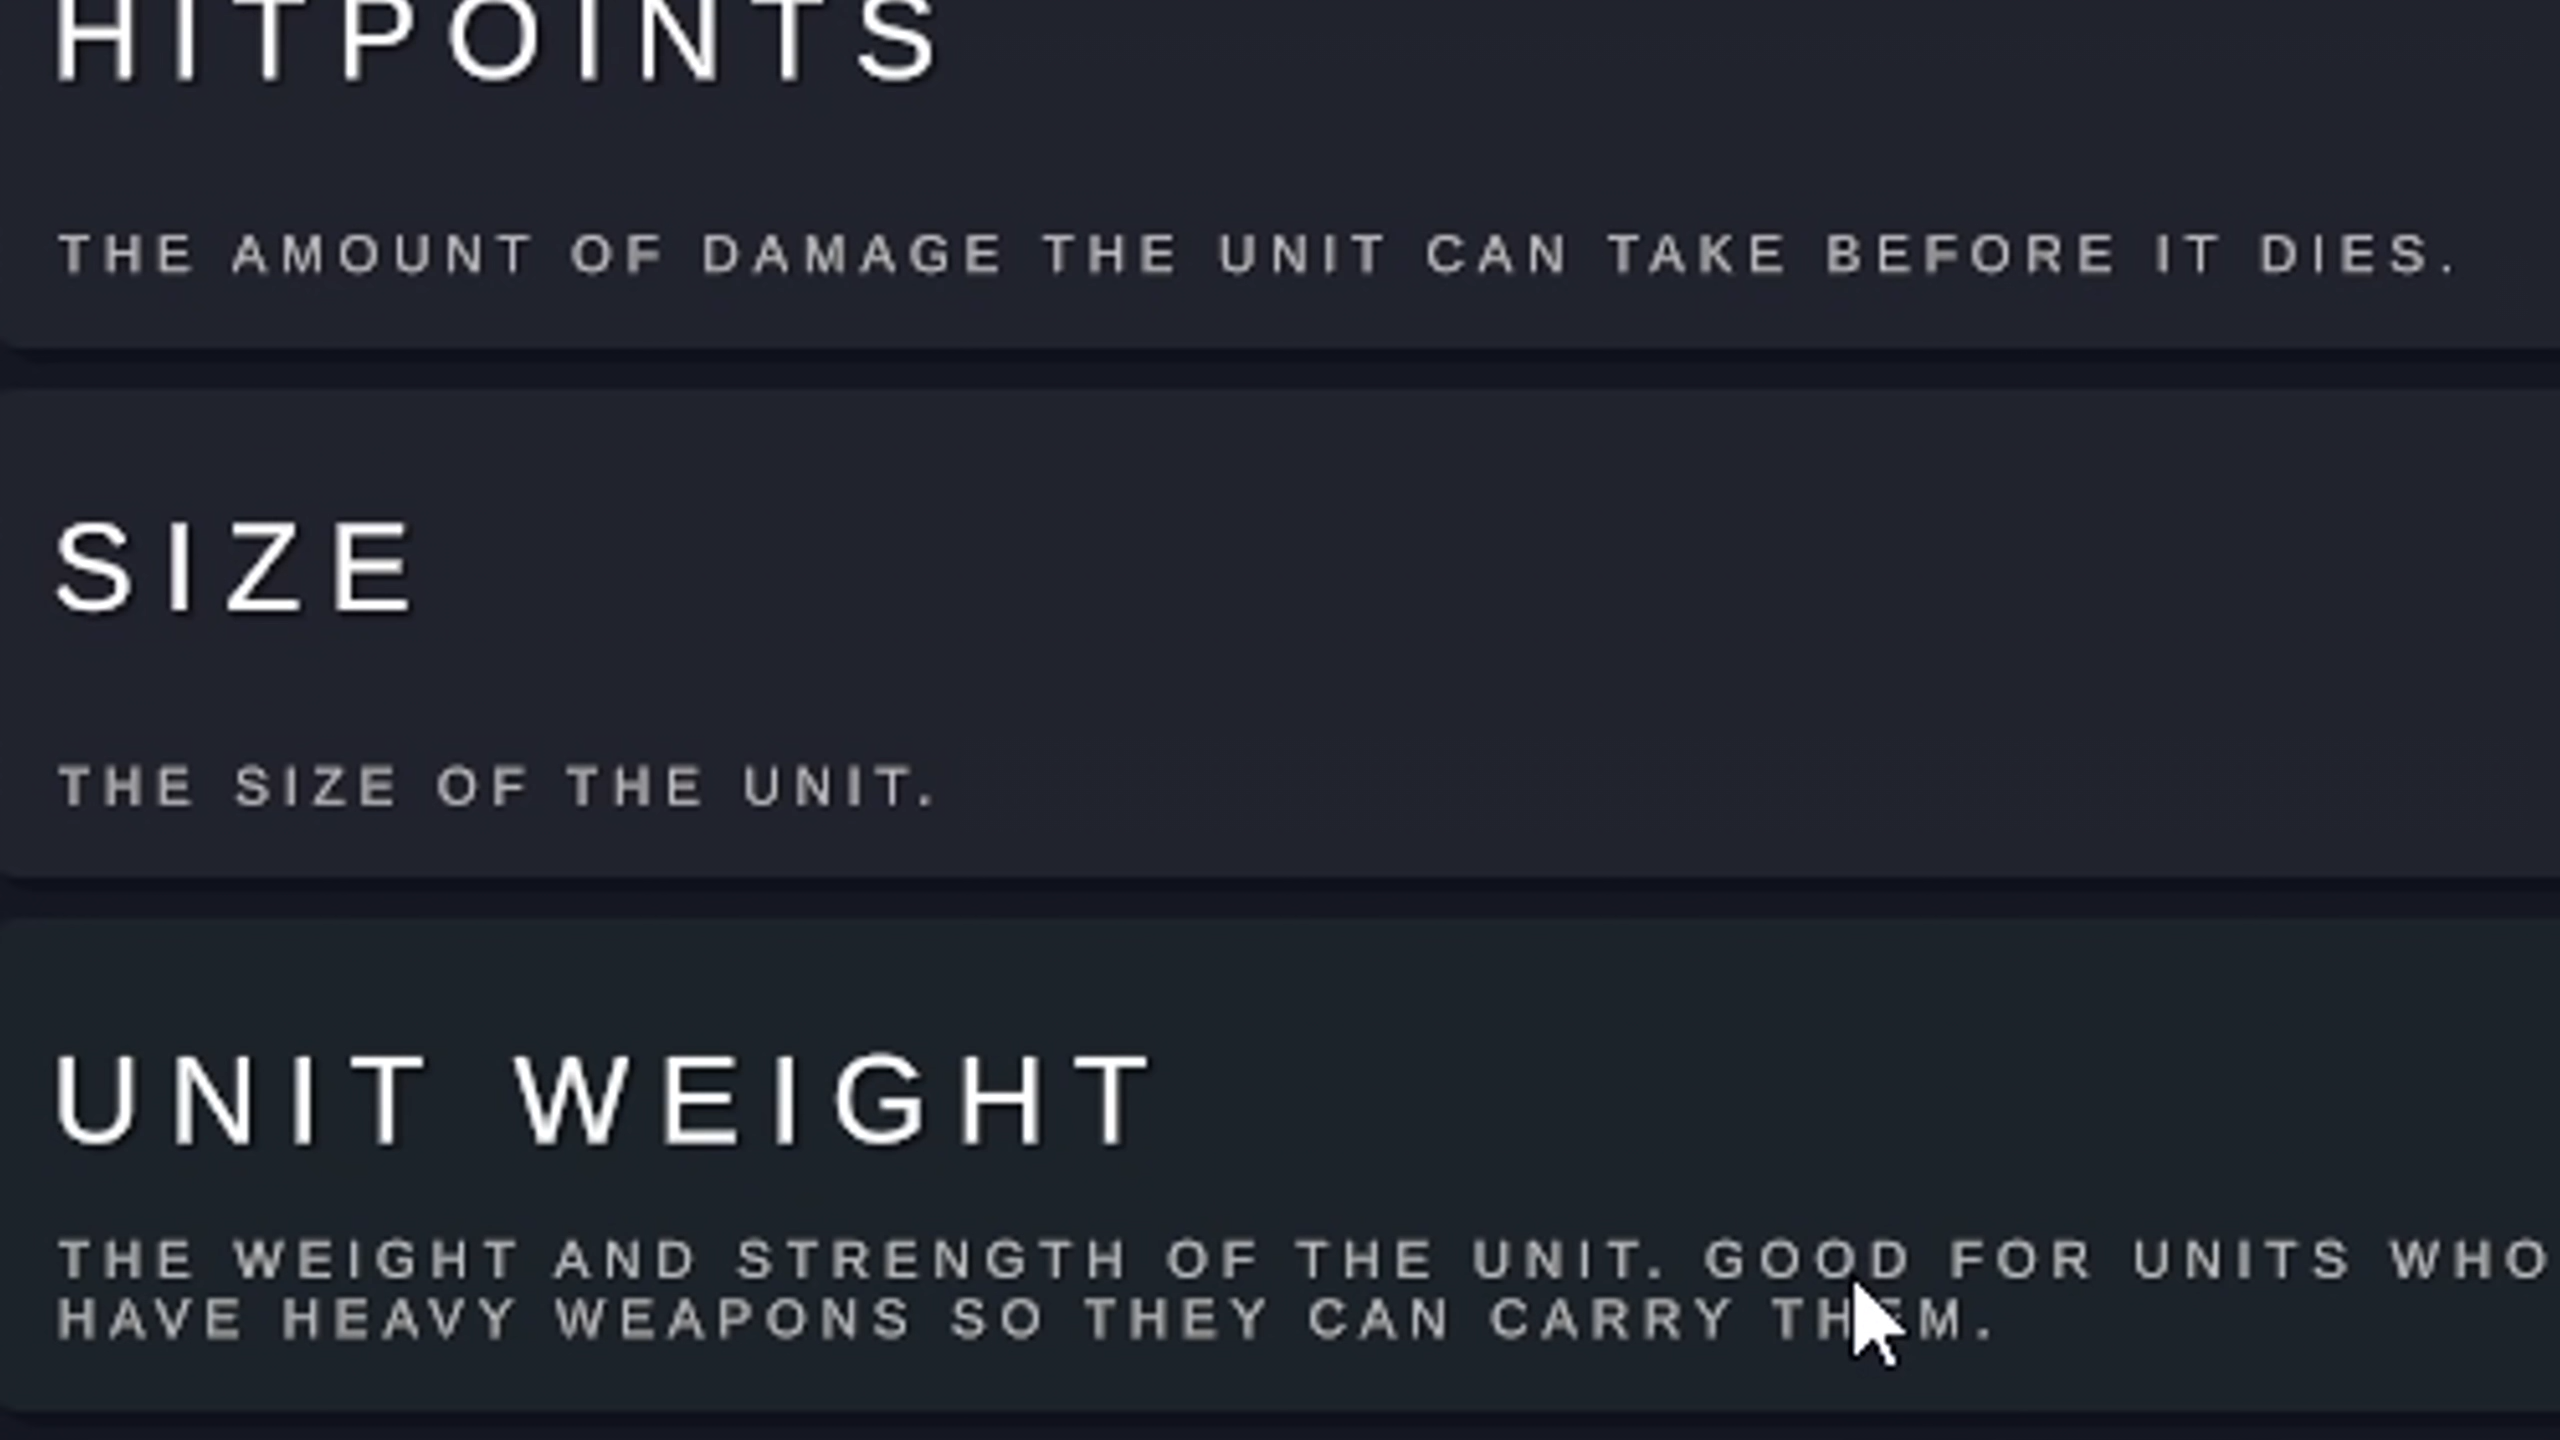 HITPOINTS
THE AMOUNT OF DAMAGE THE UNIT CAN TAKE BEFORE IT DIES.
SIZE
THE SIZE OF THE UNIT.
UNIT WEIGHT
THE WEIGHT AND STRENGTH OF THE UNIT. GOOD FOR UNITS WHO
HAVE HEAVY WEAPONS SO THEY CAN CARRY THEM.